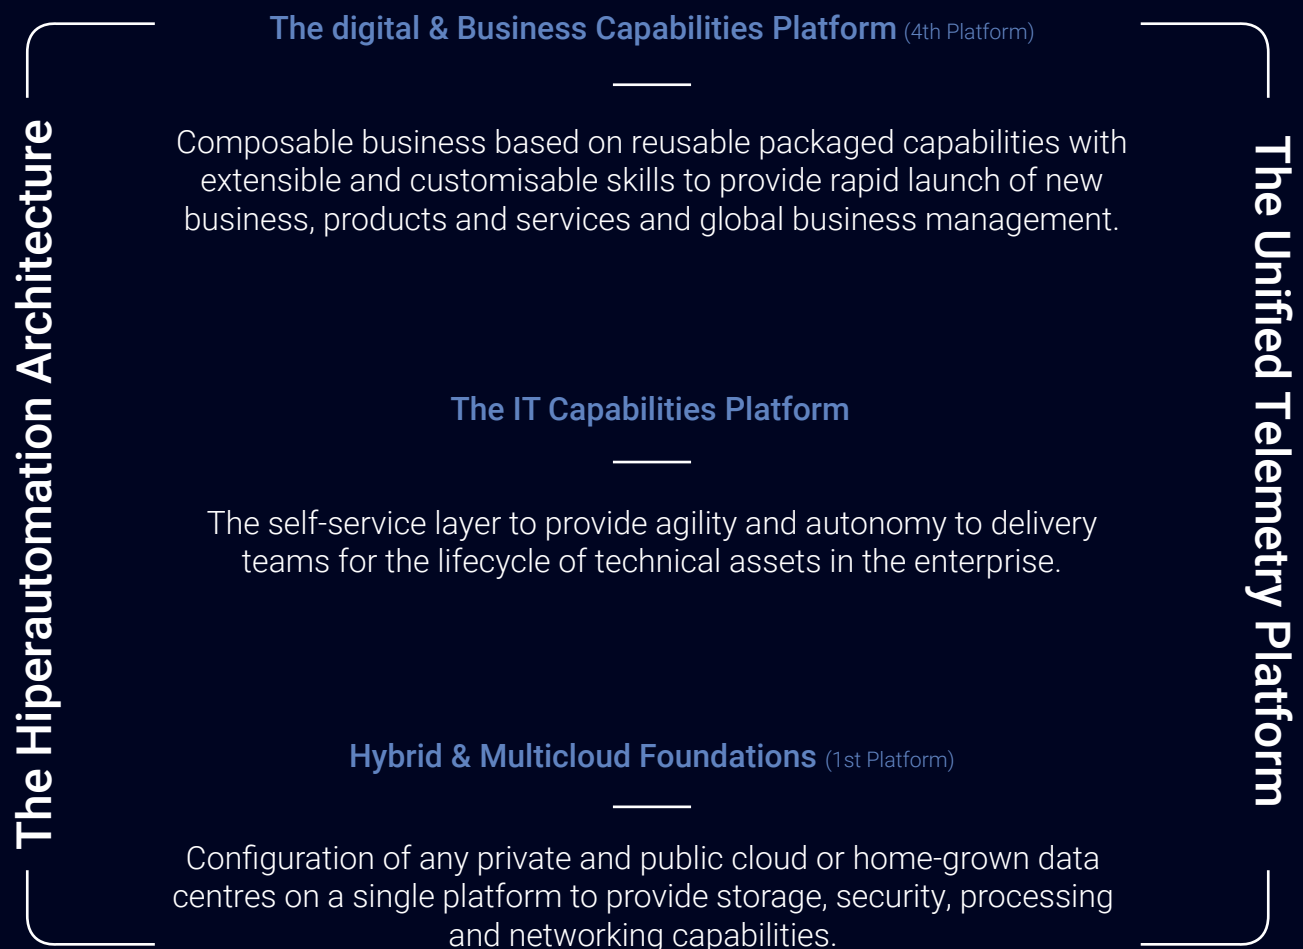 The digital & Business Capabilities Platform (4th Platform)
Composable business based on reusable packaged capabilities with
extensible and customisable skills to provide rapid launch of new
business, products and services and global business management.
The Hiperautomation Architecture
The Unified Telemetry Platform
The IT Capabilities Platform
The self-service layer to provide agility and autonomy to delivery
teams for the lifecycle of technical assets in the enterprise.
Hybrid & Multicloud Foundations (1st Platform)
Configuration of any private and public cloud or home-grown data
centres on a single platform to provide storage, security, processing
and networking capabilities.